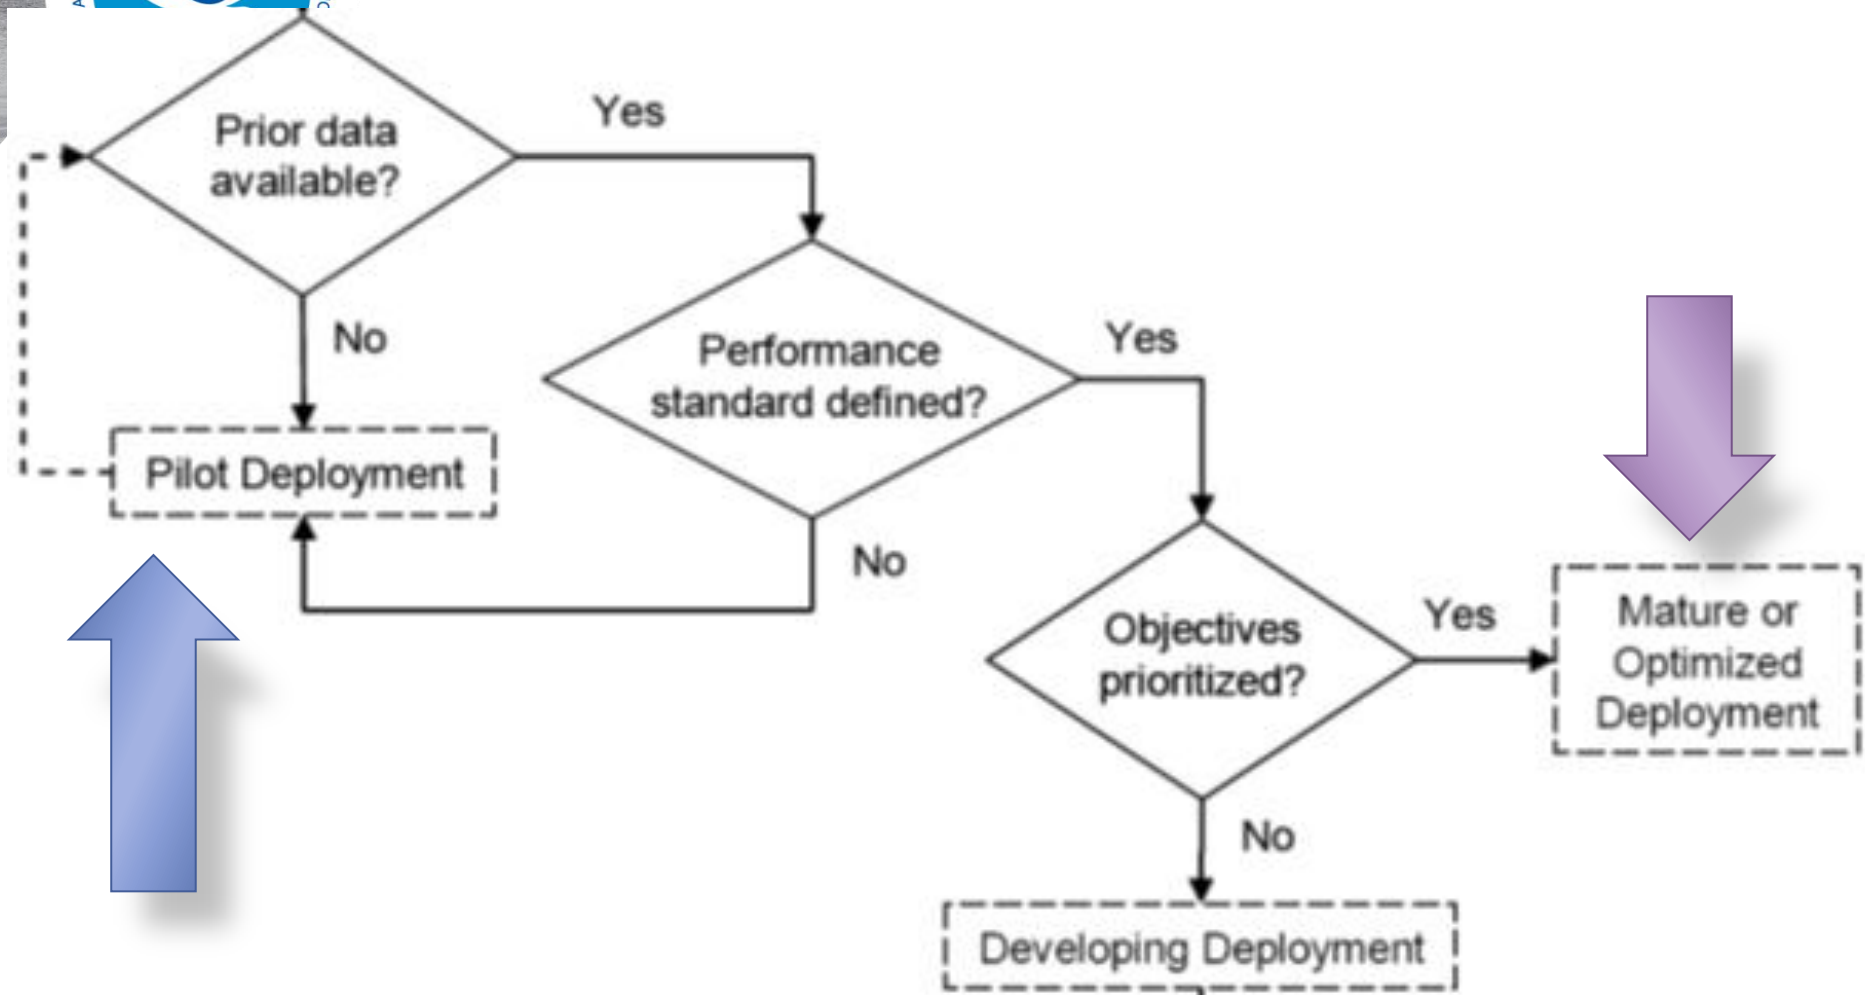 Prior data
available?
Yes
No
Performance
standard defined?
Yes
Pilot Deployment
No
Objectives
prioritized?
Yes
Mature or
Optimized
Deployment
No
Developing Deployment